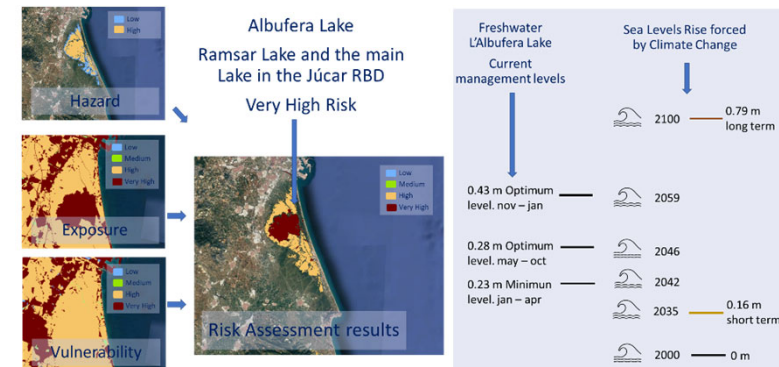 Low
High
Hazard
Low
Medium
High
Very High
Exposure
Low
Medium
High
Very High
Vulnerability
Albufera Lake
Ramsar Lake and the main
Lake in the Júcar RBD
Very High Risk
Low
Medium
High
Very High
Risk Assessment results
Freshwater
L'Albufera Lake
Current
management levels
0.43 m Optimum
level. nov – jan
0.28 m Optimum
level. may – oct
0.23 m Minimun
level. jan – apr
Sea Levels Rise forced
by Climate Change
2100
0.79 m
long term
2059
2046
2042
2035
0.16 m
short term
2000
0 m